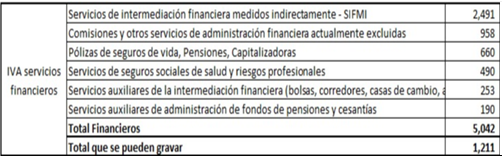 Servicios de intermediación financiera medidos indirectamente - SIFMI 2,491
Comisiones y otros servicios de administración financiera actualmente excluidas 958
Pólizas de seguros de vida, Pensiones, Capitalizadoras 660
IVA servicios financieros
Servicios de seguros sociales de salud y riesgos profesionales 490
Servicios auxiliares de la intermediación financiera (bolsas, corredores, casas de cambio, a 253
Servicios auxiliares de administración de fondos de pensiones y cesantías 190
Total Financieros 5,042
Total que se pueden gravar 1,211